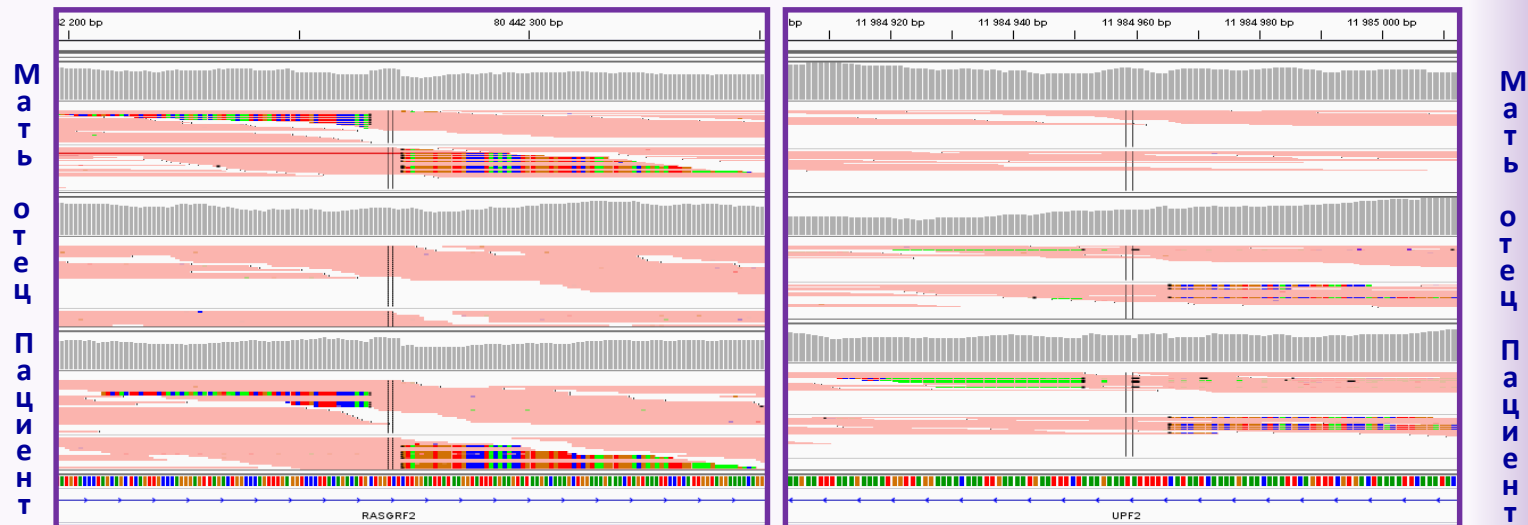 2 200 bp 80 442 300 bp
bp 11 984 920 bp 11 984 940 bp 11 984 960 bp 11 984 980 bp 11 985 000 bp
Мать
отец
Пациент
Мать
отец
Пациент
RASGRF2
UPF2